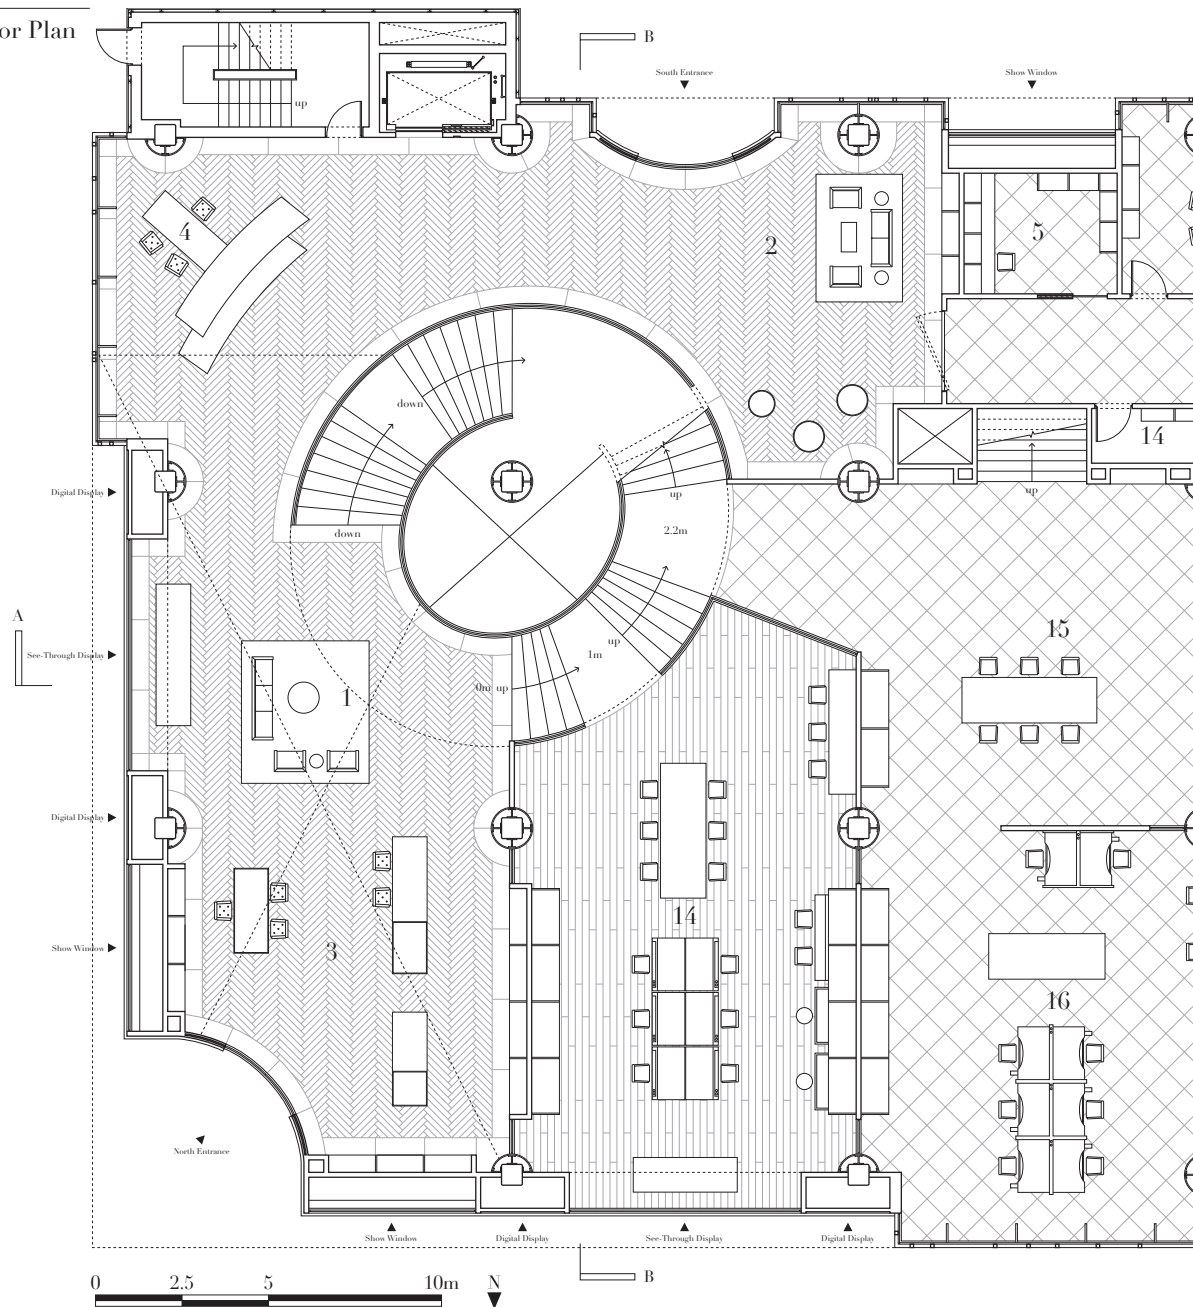 or Plan
B
South Entrance
Show Window
up
4
2
5
down
14
Digital Display
up
up
down
2.2m
A
15
up
See-Through Display
1m
0m up
1
Digital Display
14
Show Window
3
16
North Entrance
Show Window
Digital Display
See-Through Display
Digital Display
B
0 2.5 5 10m N